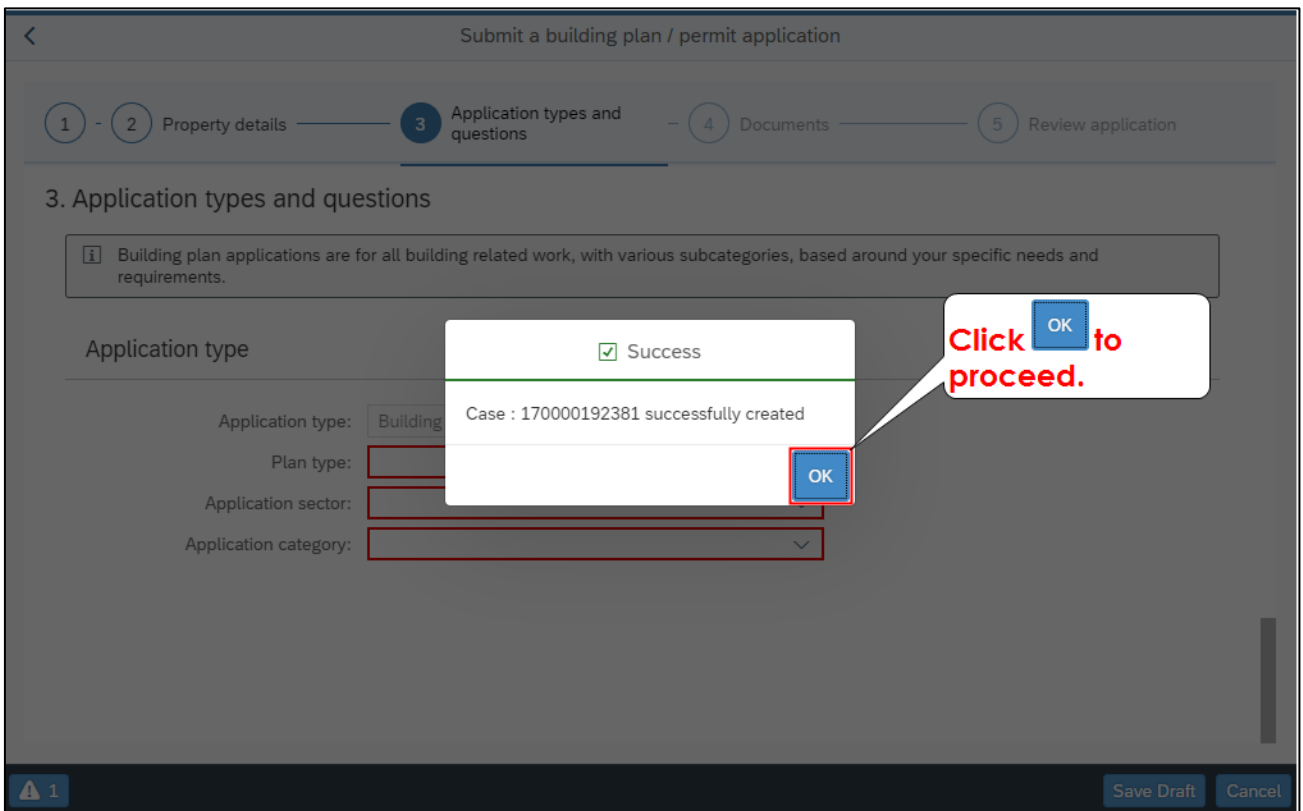 Submit a building plan / permit application
1 - 2 Property details 3 Application types and questions - 4 Documents 5 Review application
3. Application types and questions
Building plan applications are for all building related work, with various subcategories, based around your specific needs and
requirements.
Application type
Success
Case : 170000192381 successfully created
OK
Click OK to
proceed.
Application type: Building
Plan type:
Application sector:
Application category:
1
Save Draft Cancel